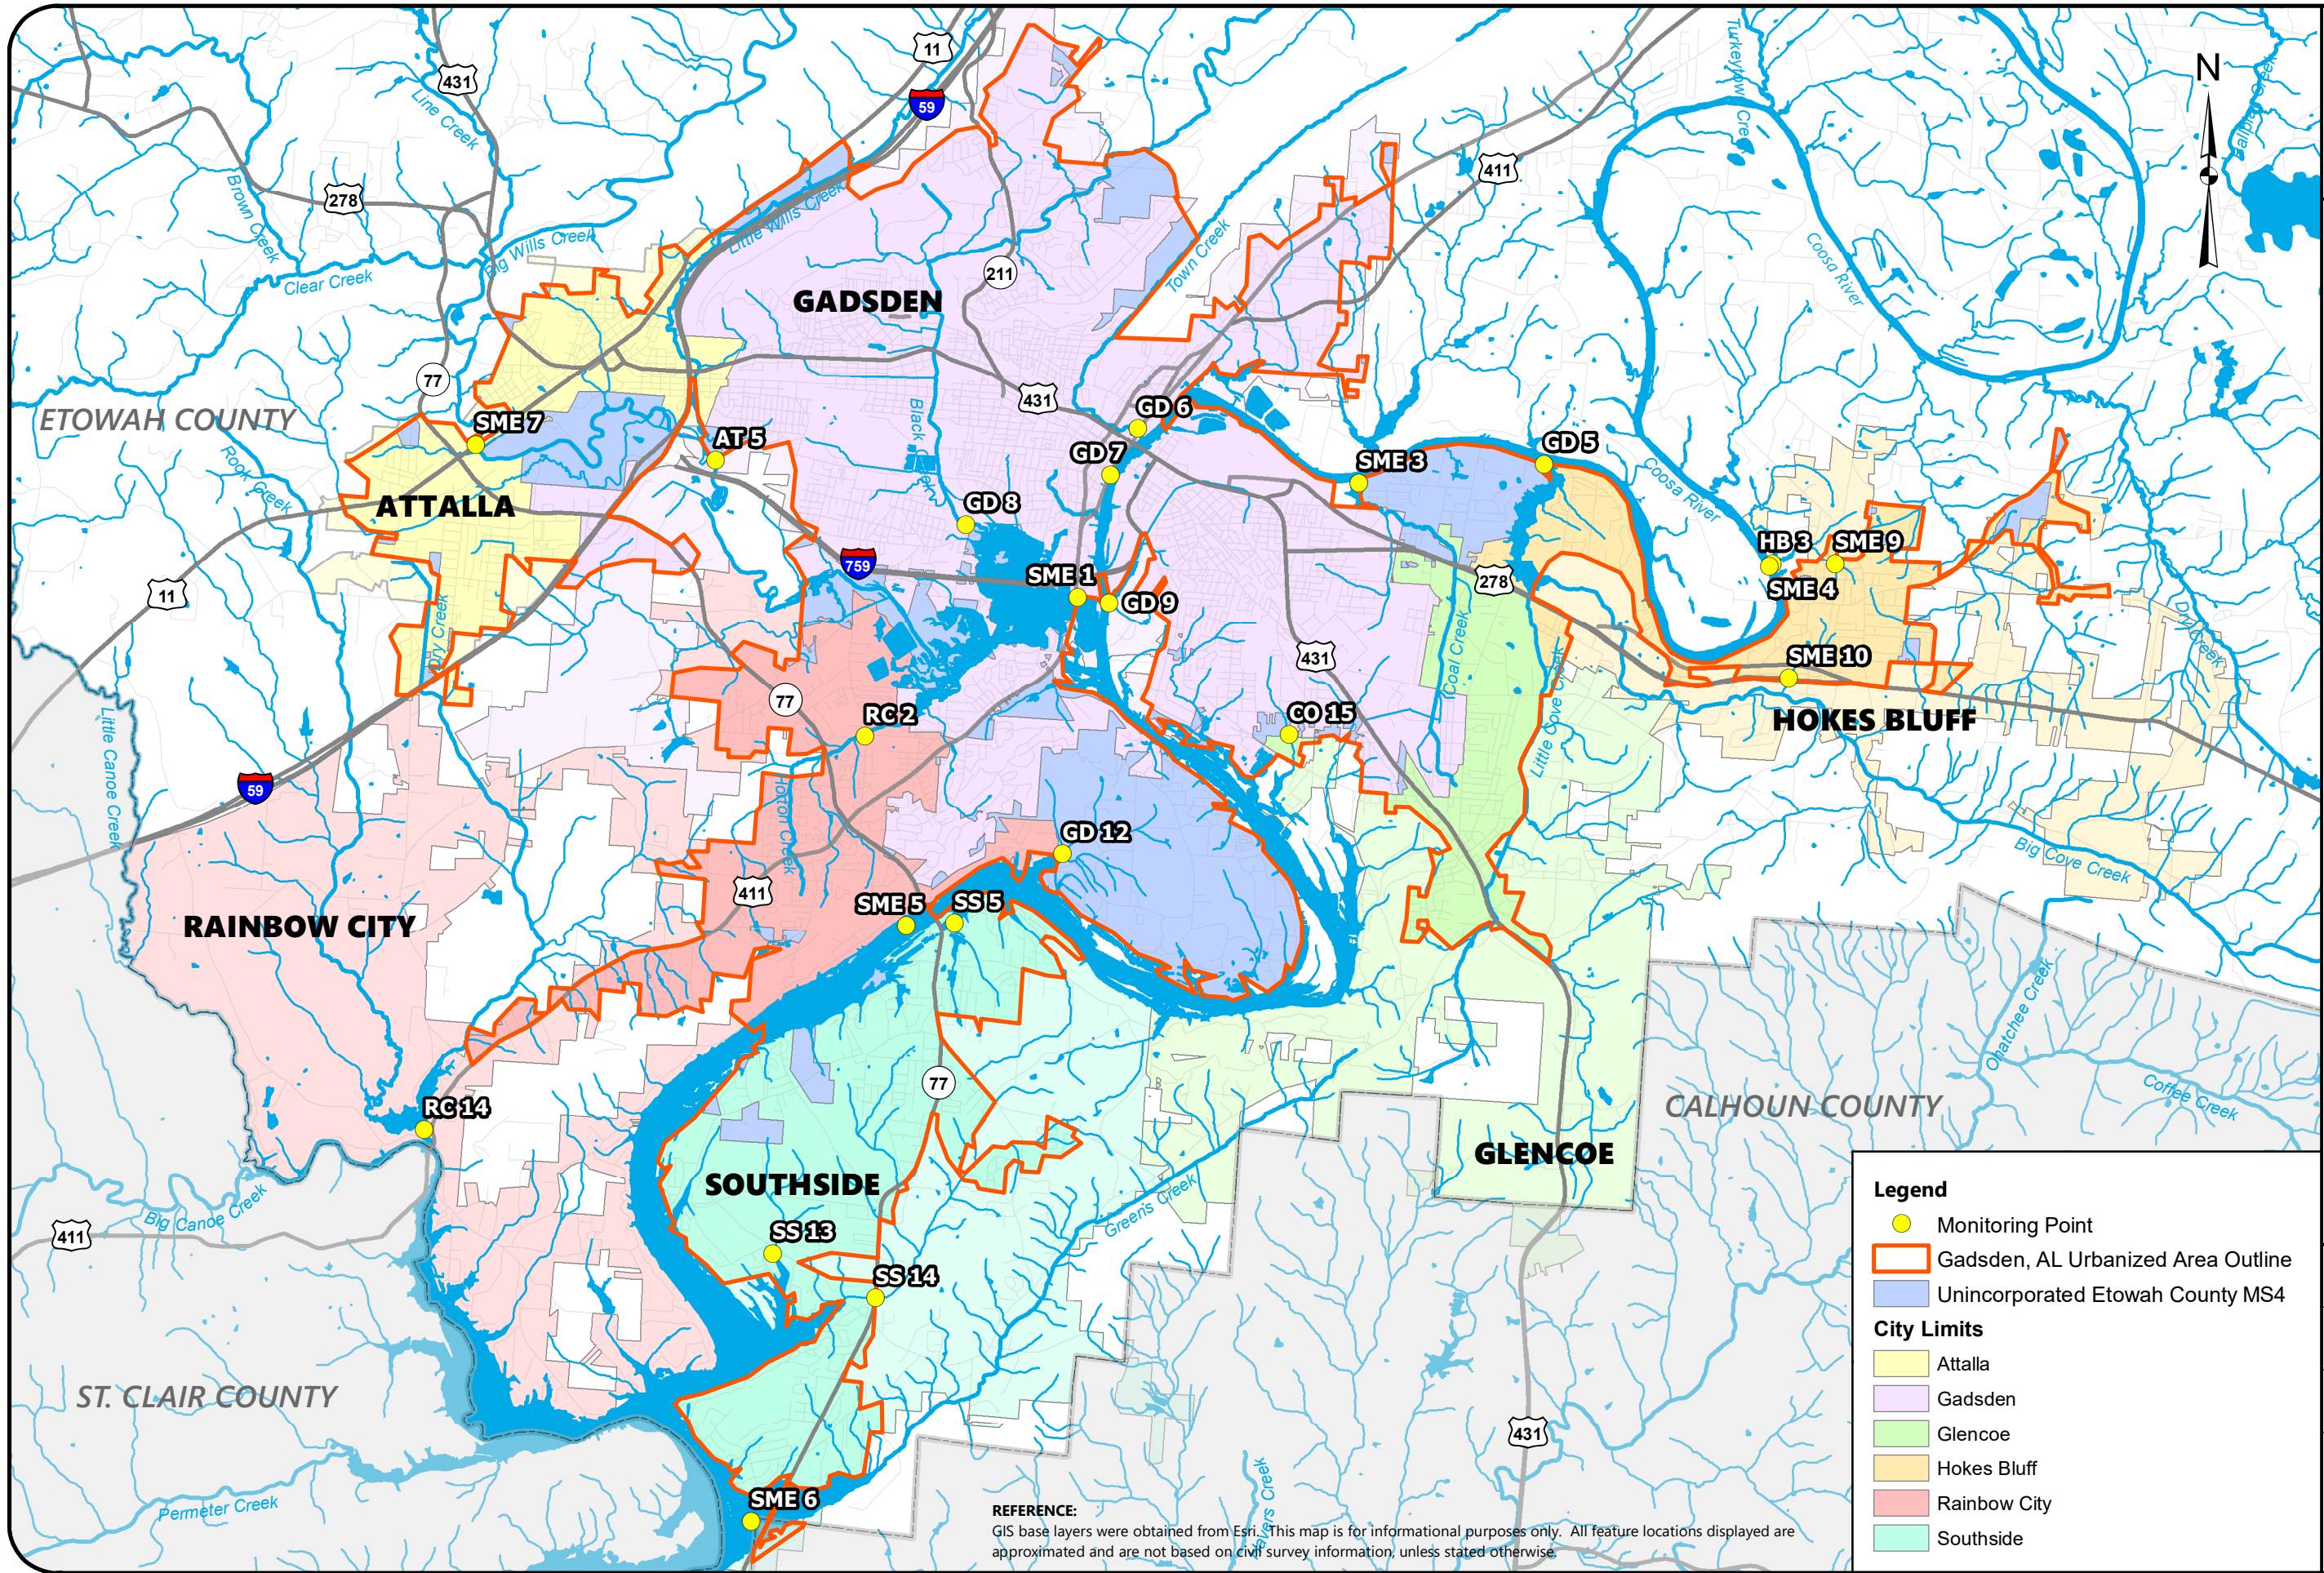 11
431
59
N
Turkeytown Creek
Line Creek
Ballplay Creek
411
278
Brown Creek
Little Wills Creek
Big Wills Creek
Town Creek
Coosa River
211
Clear Creek
GADSDEN
77
431
ETOWAH COUNTY
GD 6
SME 7
AT 5
Black Creek
GD 7
SME 3
GD 5
Rook Creek
Coosa River
ATTALLA
GD 8
HB 3
SME 9
759
SME 1
278
11
GD 9
SME 4
Dry Creek
Dry Creek
Coal Creek
431
SME 10
Little Cove Creek
77
RC 2
CO 15
HOKES BLUFF
Little Canoe Creek
59
Horton Creek
GD 12
Big Cove Creek
411
RAINBOW CITY
SME 5
SS 5
Ohatchee Creek
77
Coffee Creek
RC 14
CALHOUN COUNTY
GLENCOE
SOUTHSIDE
Big Canoe Creek
Greens Creek
411
SS 13
SS 14
ST. CLAIR COUNTY
431
SME 6
Permeter Creek
REFERENCE:
GIS base layers were obtained from Esri. This map is for informational purposes only. All feature locations displayed are
approximated and are not based on civil survey information, unless stated otherwise.
Legend
Monitoring Point
Gadsden, AL Urbanized Area Outline
Unincorporated Etowah County MS4
City Limits
Attalla
Gadsden
Glencoe
Hokes Bluff
Rainbow City
Southside